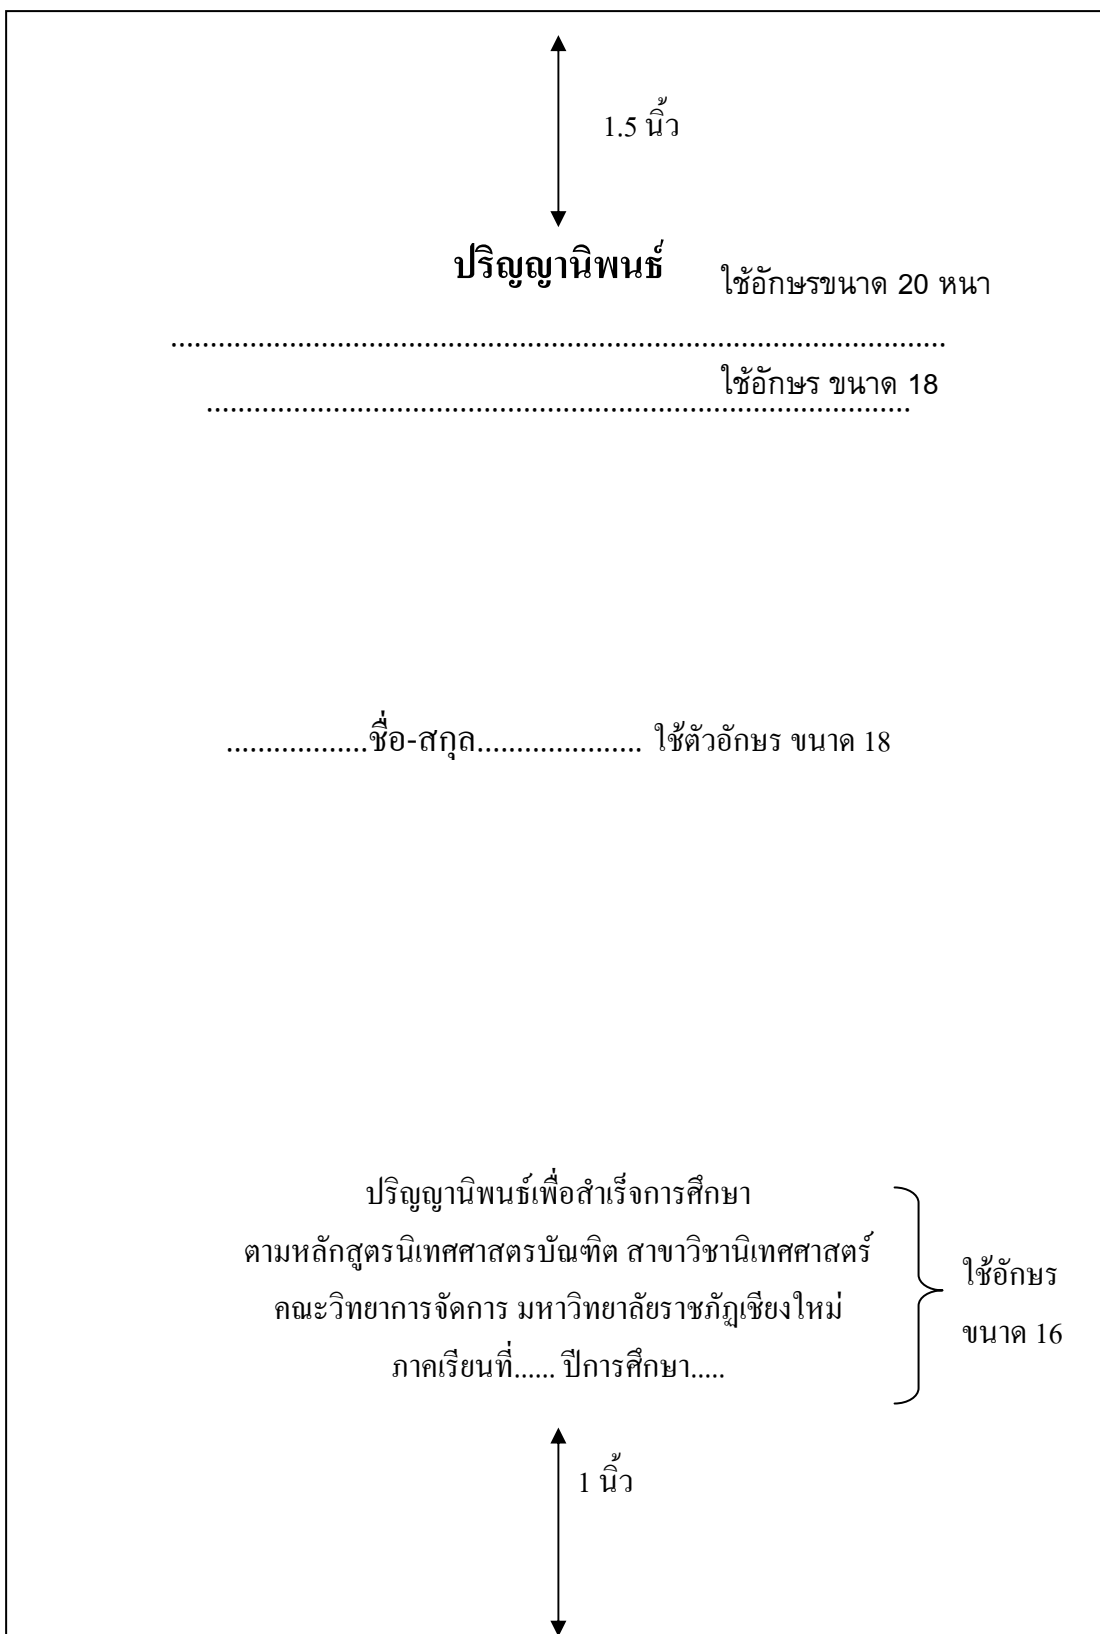 1.5 นิ้ว
ปริญญานิพนธ์ ใช้อักษรขนาด 20 หนา
..................................................................................................
ใช้อักษร ขนาด 18
.........................................................................................
..................ชื่อ-สกุล..................... ใช้ตัวอักษร ขนาด 18
ปริญญานิพนธ์เพื่อสำเร็จการศึกษา
ตามหลักสูตรนิเทศศาสตรบัณฑิต สาขาวิชานิเทศศาสตร์
คณะวิทยาการจัดการ มหาวิทยาลัยราชภัฏเชียงใหม่
ภาคเรียนที่...... ปีการศึกษา.....
ใช้อักษร
ขนาด 16
1 นิ้ว